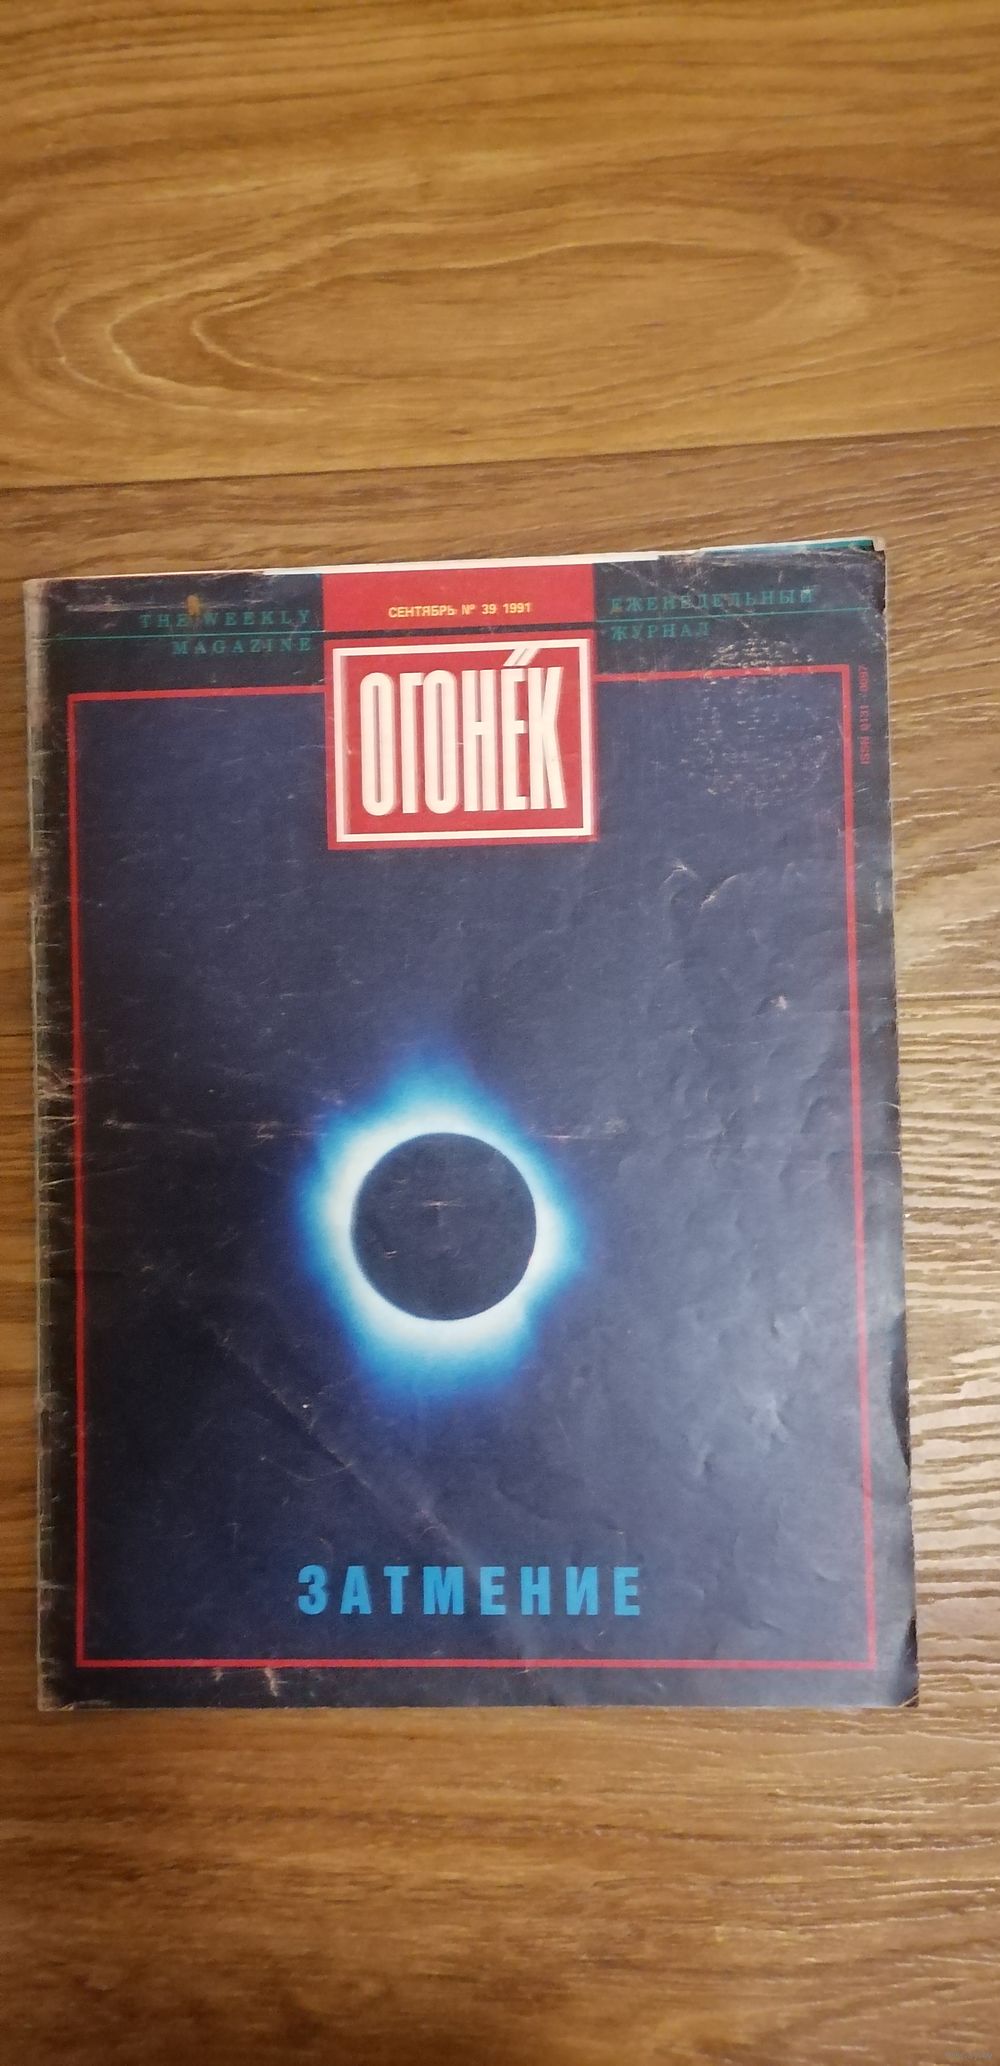 СЕНТЯБРЬ № 39 1991
THE WEEKLY
MAGAZINE
ЕЖЕНЕДЕЛЬНЫЙ
ЖУРНАЛ
ОГОНЁК
ISSN 0131-0097
ЗАТМЕНИЕ